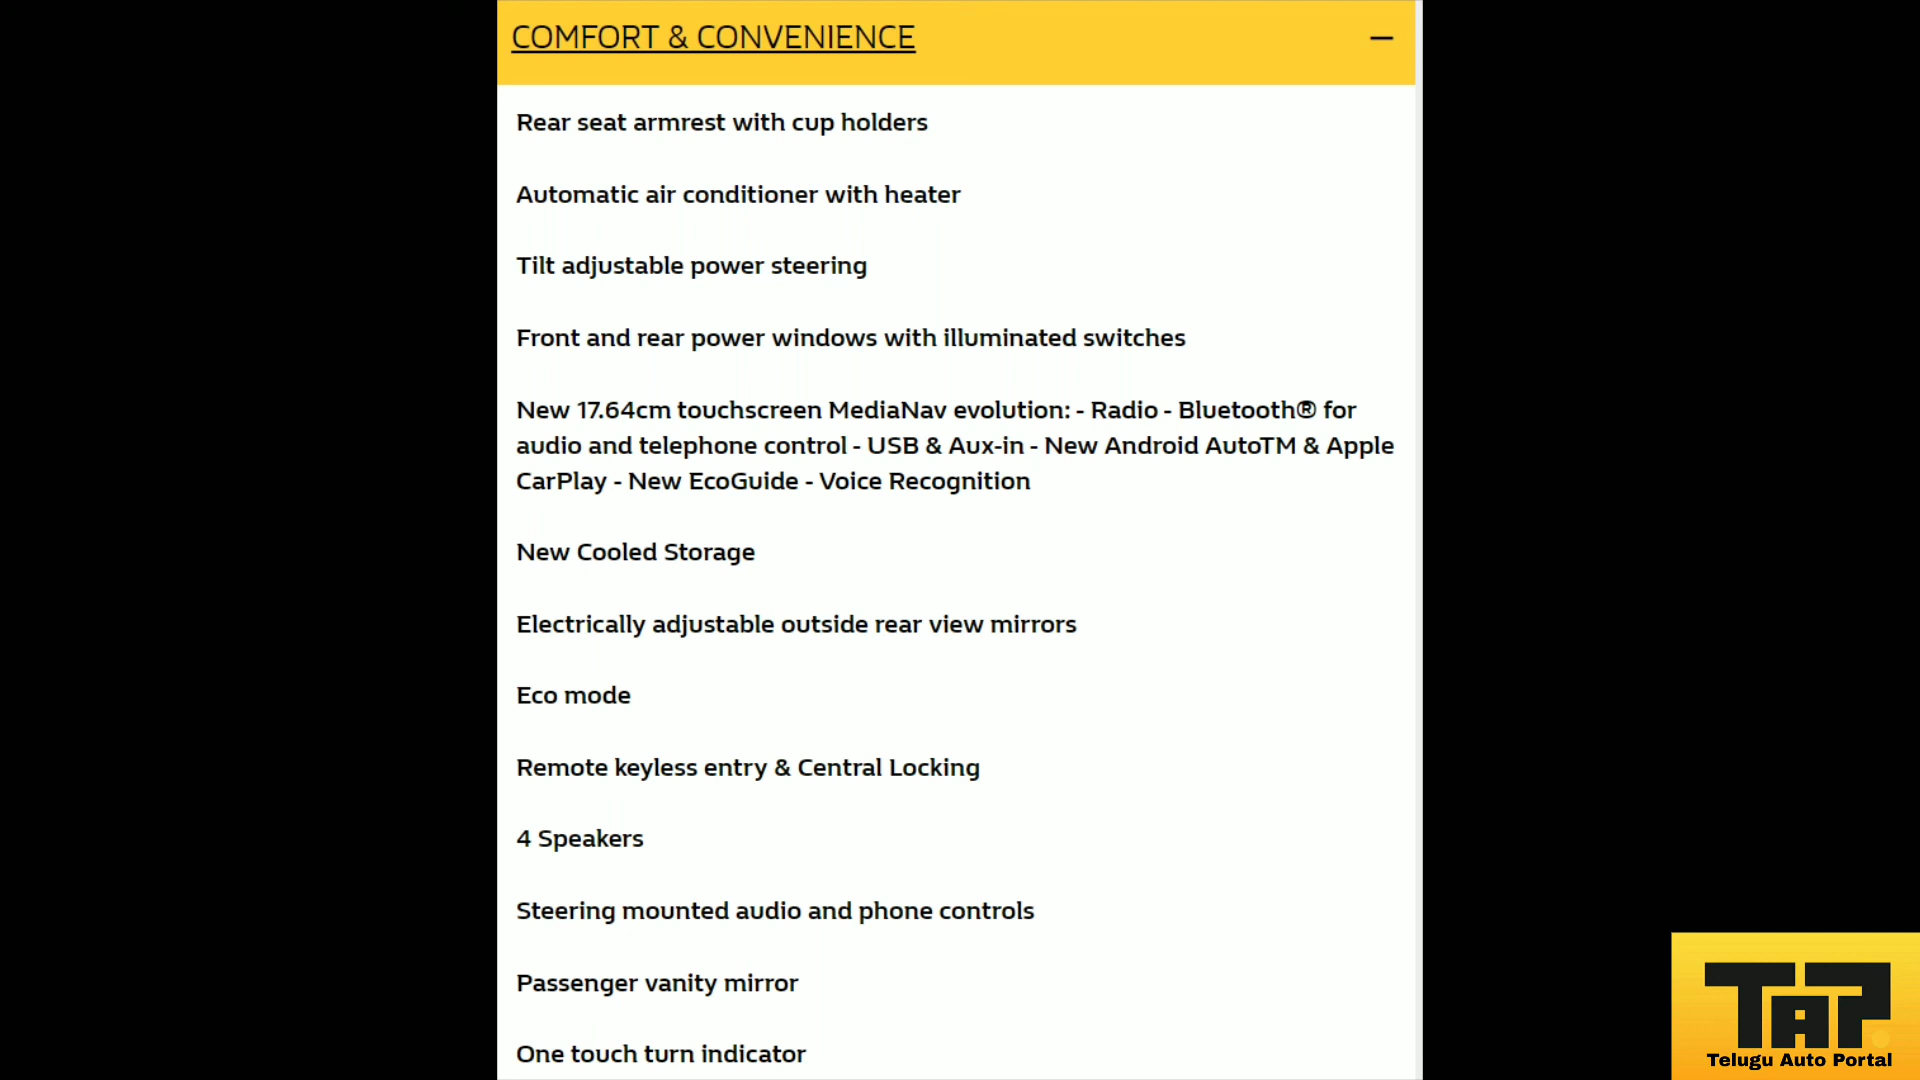 COMFORT & CONVENIENCE
Rear seat armrest with cup holders
Automatic air conditioner with heater
Tilt adjustable power steering
Front and rear power windows with illuminated switches
New 17.64cm touchscreen MediaNav evolution: - Radio - Bluetooth® for
audio and telephone control - USB & Aux-in - New Android AutoTM & Apple
CarPlay - New EcoGuide - Voice Recognition
New Cooled Storage
Electrically adjustable outside rear view mirrors
Eco mode
Remote keyless entry & Central Locking
4 Speakers
Steering mounted audio and phone controls
Passenger vanity mirror
One touch turn indicator
TAP
Telugu Auto Portal